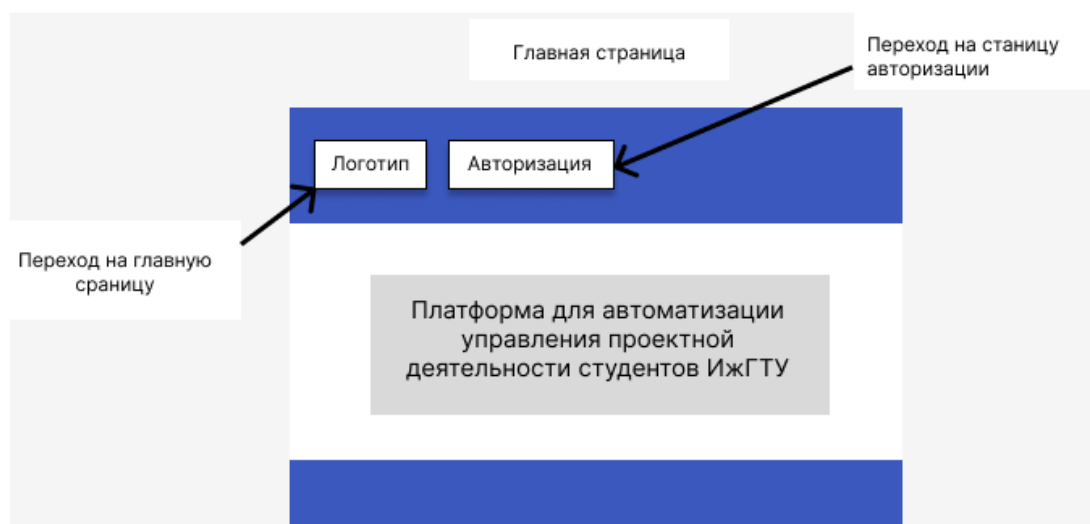 Главная страница
Переход на станицу
авторизации
Логотип
Авторизация
Переход на главную
сраницу
Платформа для автоматизации
управления проектной
деятельности студентов ИжГТУ